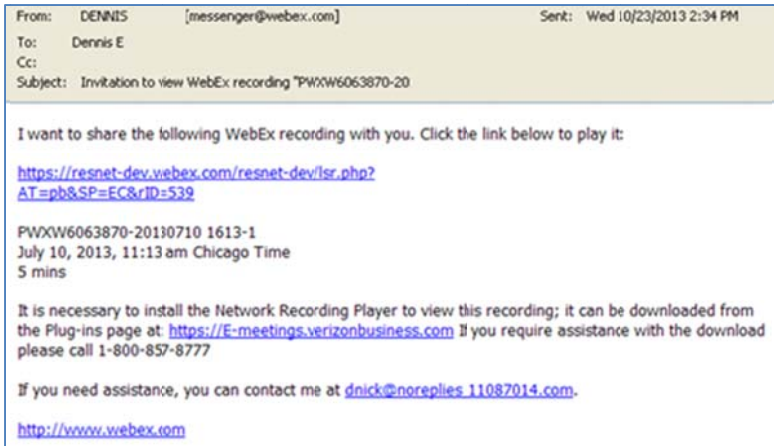 From: DENNIS [messenger@webex.com] Sent: Wed 10/23/2013 2:34 PM
To: Dennis E
Cc:
Subject: Invitation to view WebEx recording "PWXW6063870-20
I want to share the following WebEx recording with you. Click the link below to play it:
https://resnet-dev.webex.com/resnet-dev/lsr.php?
AT=pb&SP=EC&rID=539
PWXW6063870-20130710 1613-1
July 10, 2013, 11:13 am Chicago Time
5 mins
It is necessary to install the Network Recording Player to view this recording; it can be downloaded from
the Plug-ins page at: https://E-meetings.verizonbusiness.com If you require assistance with the download
please call 1-800-857-8777
If you need assistance, you can contact me at dnick@noreplies 11087014.com.
http://www.webex.com